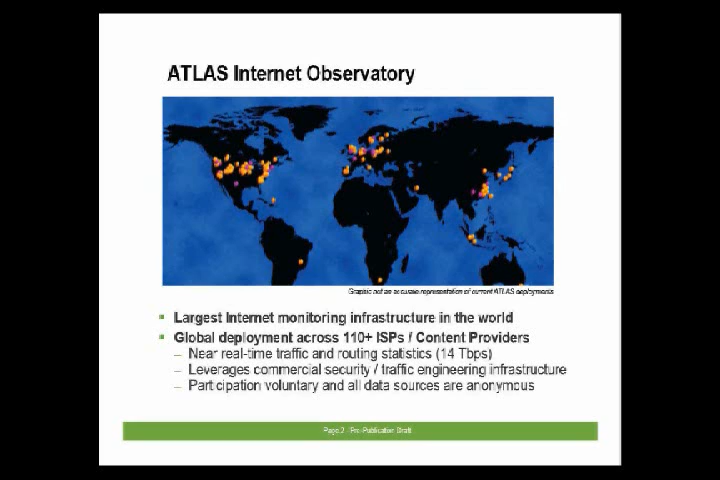 ATLAS Internet Observatory
Graphic not an accurate representation of current ATLAS deployments
Largest Internet monitoring infrastructure in the world
Global deployment across 110+ ISPs / Content Providers
– Near real-time traffic and routing statistics (14 Tbps)
– Leverages commercial security / traffic engineering infrastructure
– Participation voluntary and all data sources are anonymous
Page 2 - Pre-Publication Draft